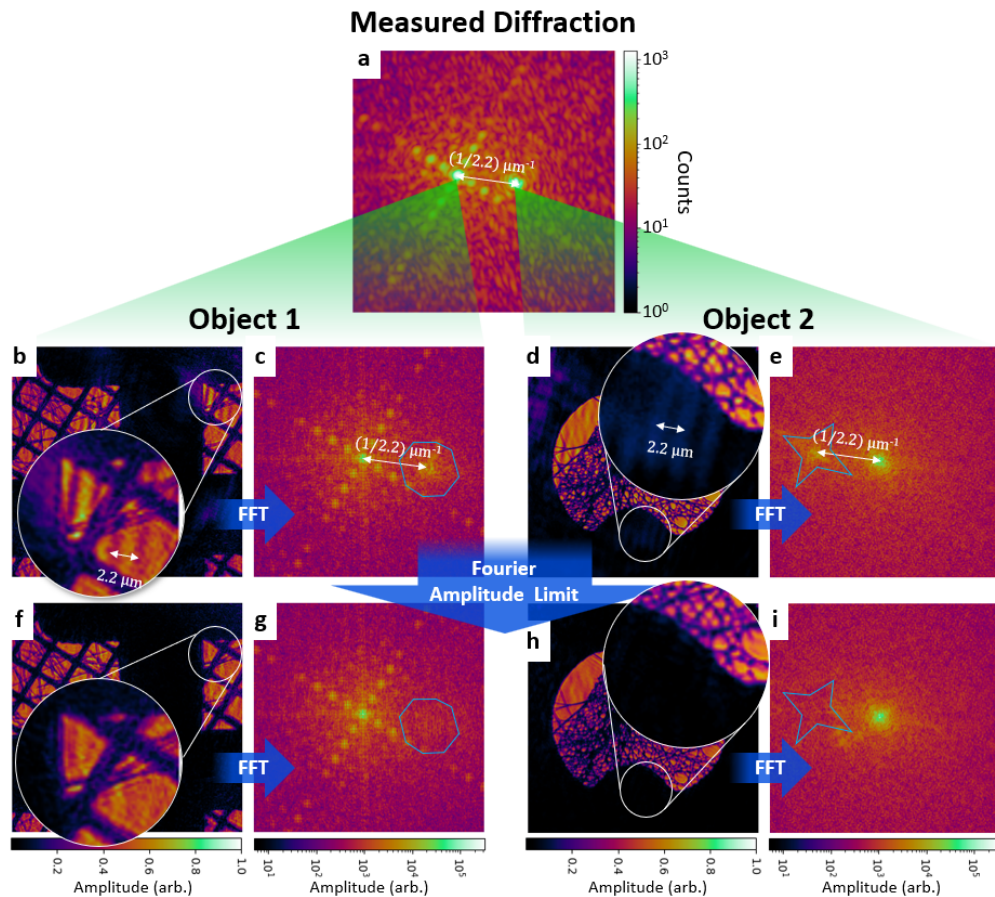 Measured Diffraction
a
(1/2.2) μm⁻¹
10³
10²
10¹
10⁰
Counts
Object 1
Object 2
b
2.2 μm
c
(1/2.2) μm⁻¹
d
2.2 μm
e
(1/2.2) μm⁻¹
FFT
FFT
Fourier
Amplitude Limit
f
g
h
i
FFT
FFT
0.2
0.4
0.6
0.8
1.0
Amplitude (arb.)
10¹
10²
10³
10⁴
10⁵
Amplitude (arb.)
0.2
0.4
0.6
0.8
1.0
Amplitude (arb.)
10¹
10²
10³
10⁴
10⁵
Amplitude (arb.)